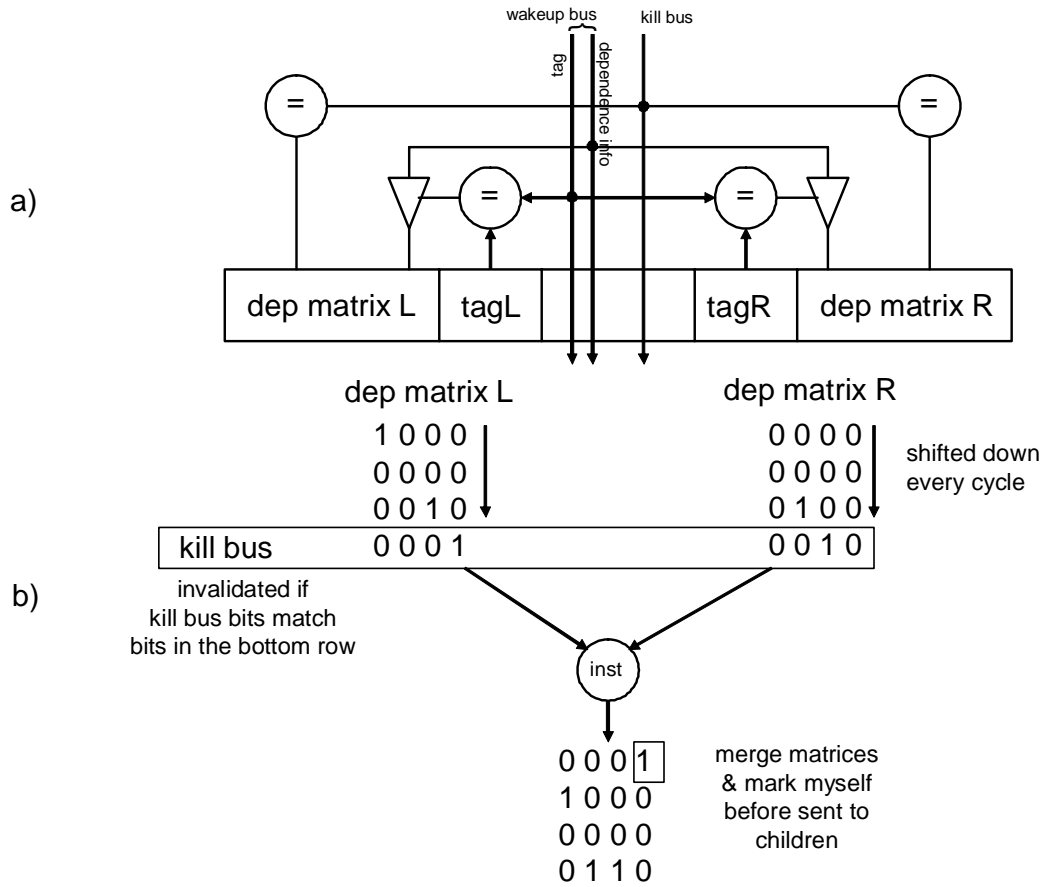 wakeup bus
kill bus
tag
dependence info
= =
a)
= =
dep matrix L tagL tagR dep matrix R
dep matrix L
dep matrix R
1 0 0 0
0 0 0 0
0 0 1 0
0 0 0 0
0 0 0 0
0 1 0 0
shifted down
every cycle
kill bus 0 0 0 1 0 0 1 0
b)
invalidated if
kill bus bits match
bits in the bottom row
inst
0 0 0 1
1 0 0 0
0 0 0 0
0 1 1 0
merge matrices
& mark myself
before sent to
children